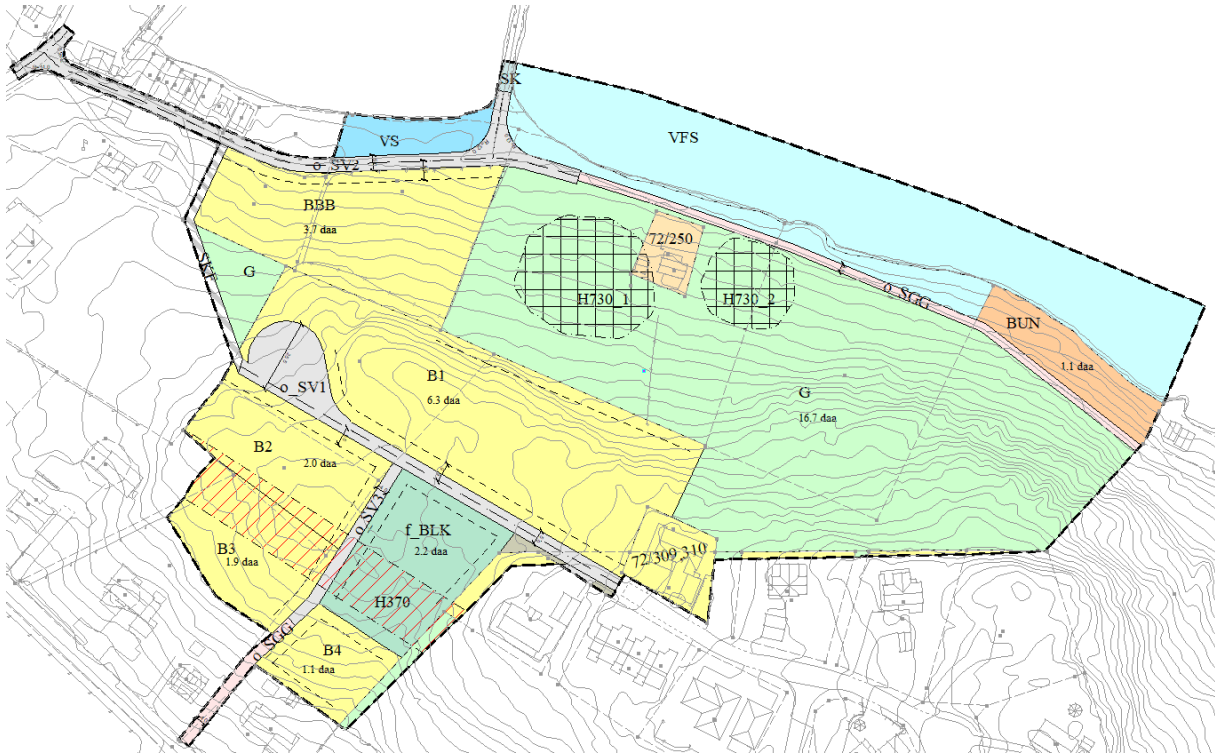 SK
VFS
VS
o_SV2
BBB
3.7 daa
72/250
SKF
G
H730_1
H730_2
o_SGG
BUN
1.1 daa
B1
6.3 daa
o_SV1
G
16.7 daa
B2
2.0 daa
o_SV3
f_BLK
2.2 daa
B3
1.9 daa
72/309,310
H370
o_SGG
B4
1.1 daa